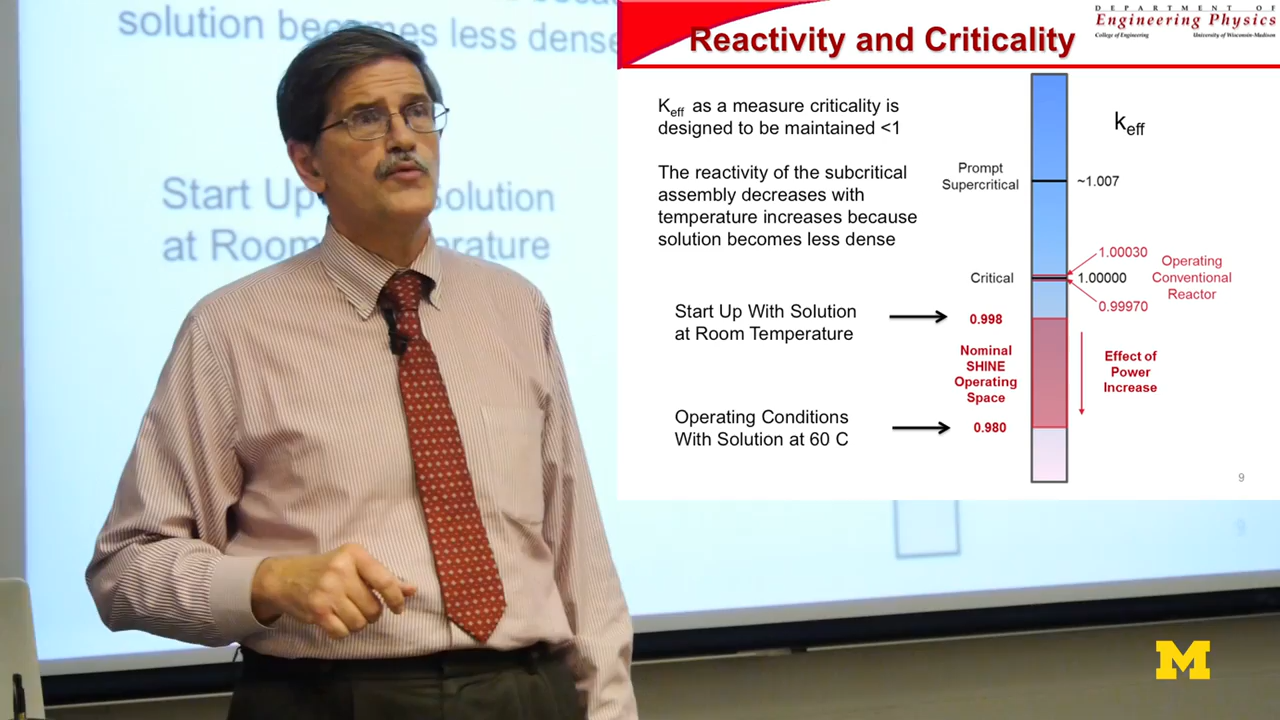 solution becomes less dense
Start Up
Solution
at Room
erature
DEPARTMENT OF
Engineering Physics
College of Engineering University of Wisconsin-Madison
Reactivity and Criticality
Keff as a measure criticality is
designed to be maintained <1
The reactivity of the subcritical
assembly decreases with
temperature increases because
solution becomes less dense
Start Up With Solution
at Room Temperature
Operating Conditions
With Solution at 60 C
keff
Prompt
Supercritical
~1.007
Critical
1.00030
1.00000
0.99970
Operating
Conventional
Reactor
0.998
Nominal
SHINE
Operating
Space
0.980
Effect of
Power
Increase
9
9
M